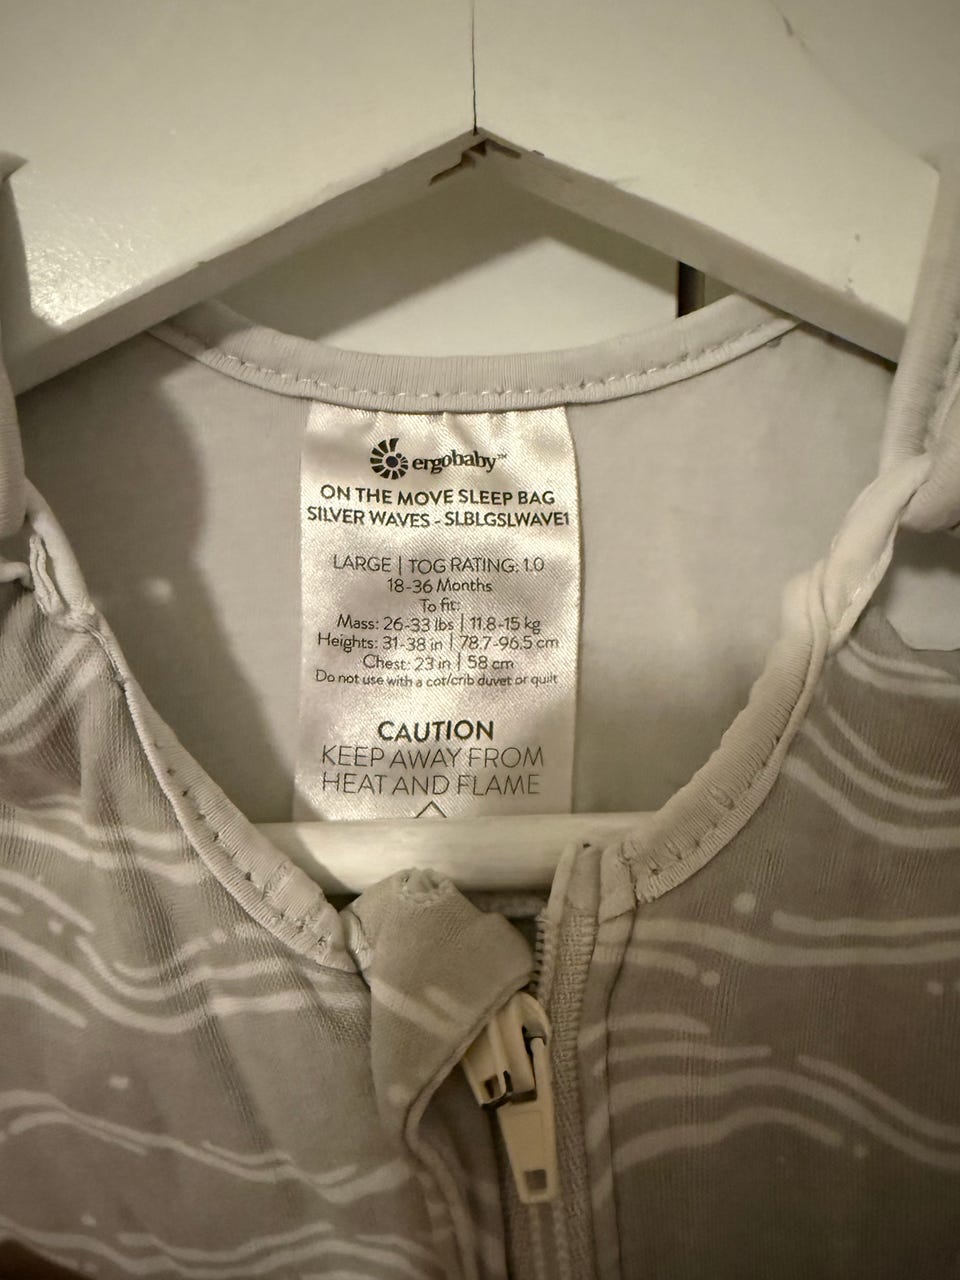 ergobaby™
ON THE MOVE SLEEP BAG
SILVER WAVES - SLBLGSLWAVE1
LARGE | TOG RATING: 1.0
18-36 Months
To fit:
Mass: 26-33 lbs | 11.8-15 kg
Heights: 31-38 in | 78.7-96.5 cm
Chest: 23 in | 58 cm
Do not use with a cot/crib duvet or quilt
CAUTION
KEEP AWAY FROM
HEAT AND FLAME